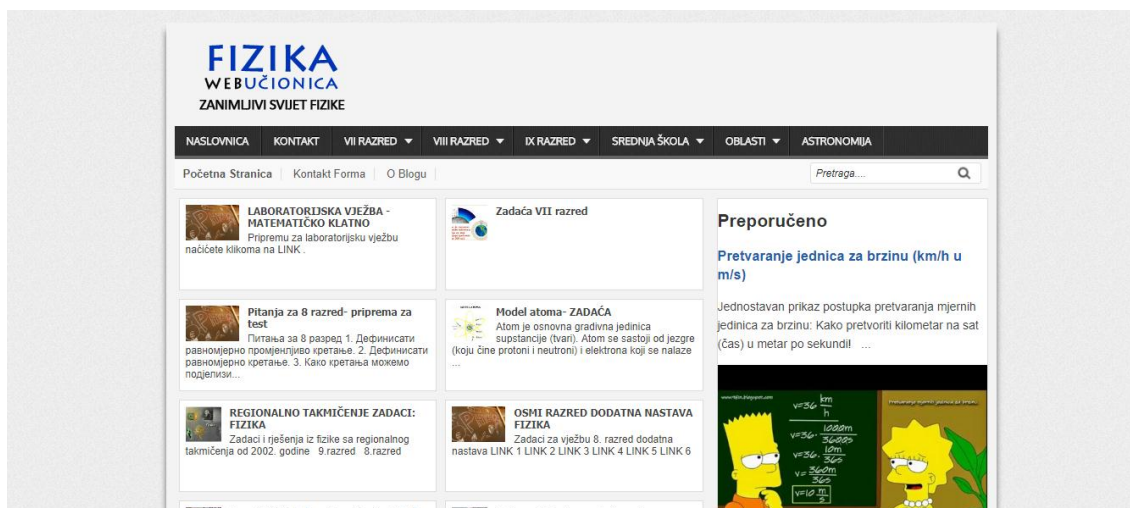 FIZIKA
WEBUČIONICA
ZANIMLJIVI SVIJET FIZIKE
NASLOVNICA KONTAKT VII RAZRED VIII RAZRED IX RAZRED SREDNJA ŠKOLA OBLASTI ASTRONOMIJA
Početna Stranica Kontakt Forma O Blogu Pretraga....
LABORATORIJSKA VJEŽBA -
MATEMATIČKO
KLATNO
Pripremu za laboratorijsku vježbu
naćićete klikoma na LINK .
Zadaća VII razred
Pitanja za 8 razred- priprema za
test
Питања за 8 разред 1. Дефинисати
равномјерно промјенљиво кретање. 2. Дефинисати
равномјерно кретање. 3. Како кретања можемо
подјелизи...
Model atoma- ZADAĆA
Atom je osnovna gradivna jedinica
supstancije (tvari). Atom se sastoji od jezgre
(koju čine protoni i neutroni) i elektrona koji se nalaze
...
REGIONALNO TAKMIČENJE ZADACI:
FIZIKA
Zadaci i rješenja iz fizike sa regionalnog
takmičenja od 2002. godine 9.razred 8.razred
OSMI RAZRED DODATNA NASTAVA
FIZIKA
Zadaci za vježbu 8. razred dodatna
nastava LINK 1 LINK 2 LINK 3 LINK 4 LINK 5 LINK 6
Preporučeno
Pretvaranje jednica za brzinu (km/h u
m/s)
Jednostavan prikaz postupka pretvaranja mjernih
jedinica za brzinu: Kako pretvoriti kilometar na sat
(čas) u metar po sekundi! ...
v=36 km/h
v=36· 1000m/3600s
v=36· 10m/36s
v= 360m/36s
v=10 m/s